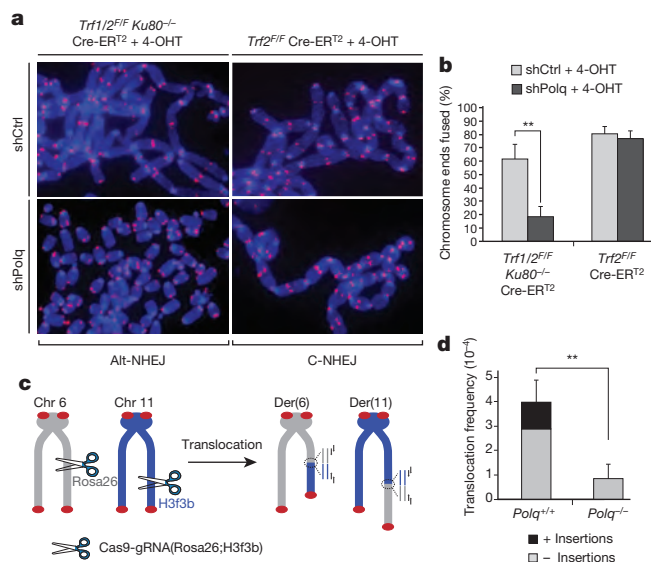 a
Trf1/2F/F Ku80–/–
Cre-ERT2 + 4-OHT
Trf2F/F Cre-ERT2 + 4-OHT
shCtrl
shPolq
Alt-NHEJ
C-NHEJ
b
shCtrl + 4-OHT
shPolq + 4-OHT
Chromosome ends fused (%)
100
90
80
70
60
50
40
30
20
10
0
**
Trf1/2F/F
Ku80–/–
Cre-ERT2
Trf2F/F
Cre-ERT2
c
Chr 6
Chr 11
Rosa26
H3f3b
Translocation
Der(6)
Der(11)
Cas9-gRNA(Rosa26;H3f3b)
d
Translocation frequency (10–4)
5
4
3
2
1
0
**
Polq+/+
Polq–/–
+ Insertions
– Insertions